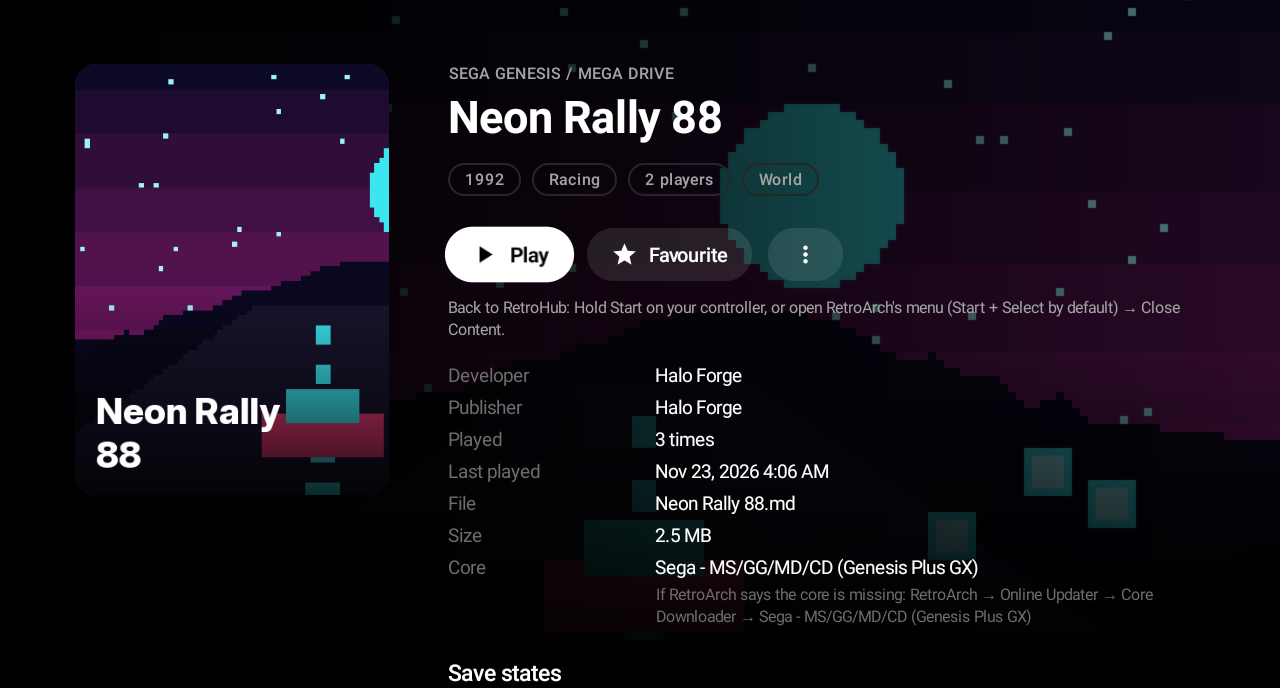 SEGA GENESIS / MEGA DRIVE
Neon Rally 88
1992
Racing
2 players
World
Play
Favourite
Back to RetroHub: Hold Start on your controller, or open RetroArch's menu (Start + Select by default) → Close
Content.
Neon Rally
88
Developer Halo Forge
Publisher Halo Forge
Played 3 times
Last played Nov 23, 2026 4:06 AM
File Neon Rally 88.md
Size 2.5 MB
Core Sega - MS/GG/MD/CD (Genesis Plus GX)
If RetroArch says the core is missing: RetroArch → Online Updater → Core
Downloader → Sega - MS/GG/MD/CD (Genesis Plus GX)
Save states